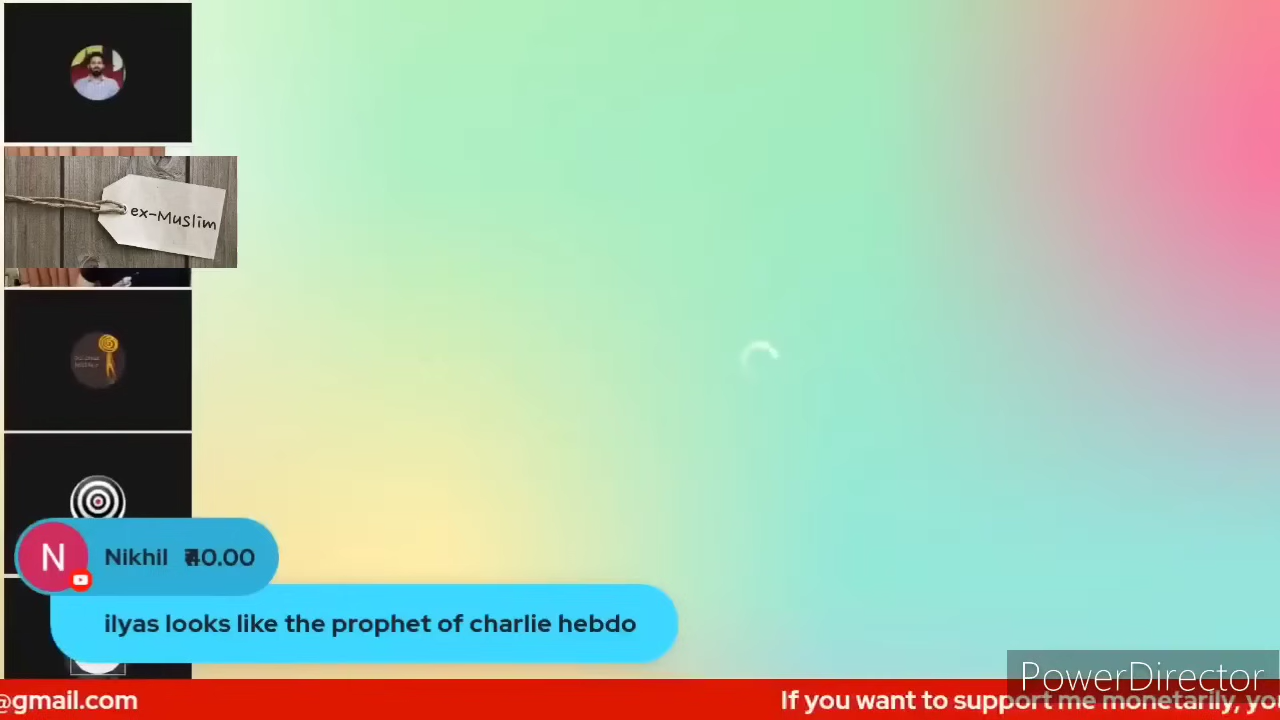 ex-Muslim
N
Nikhil ₹40.00
ilyas looks like the prophet of charlie hebdo
PowerDirector
@gmail.com
If you want to support me monetarily, yo